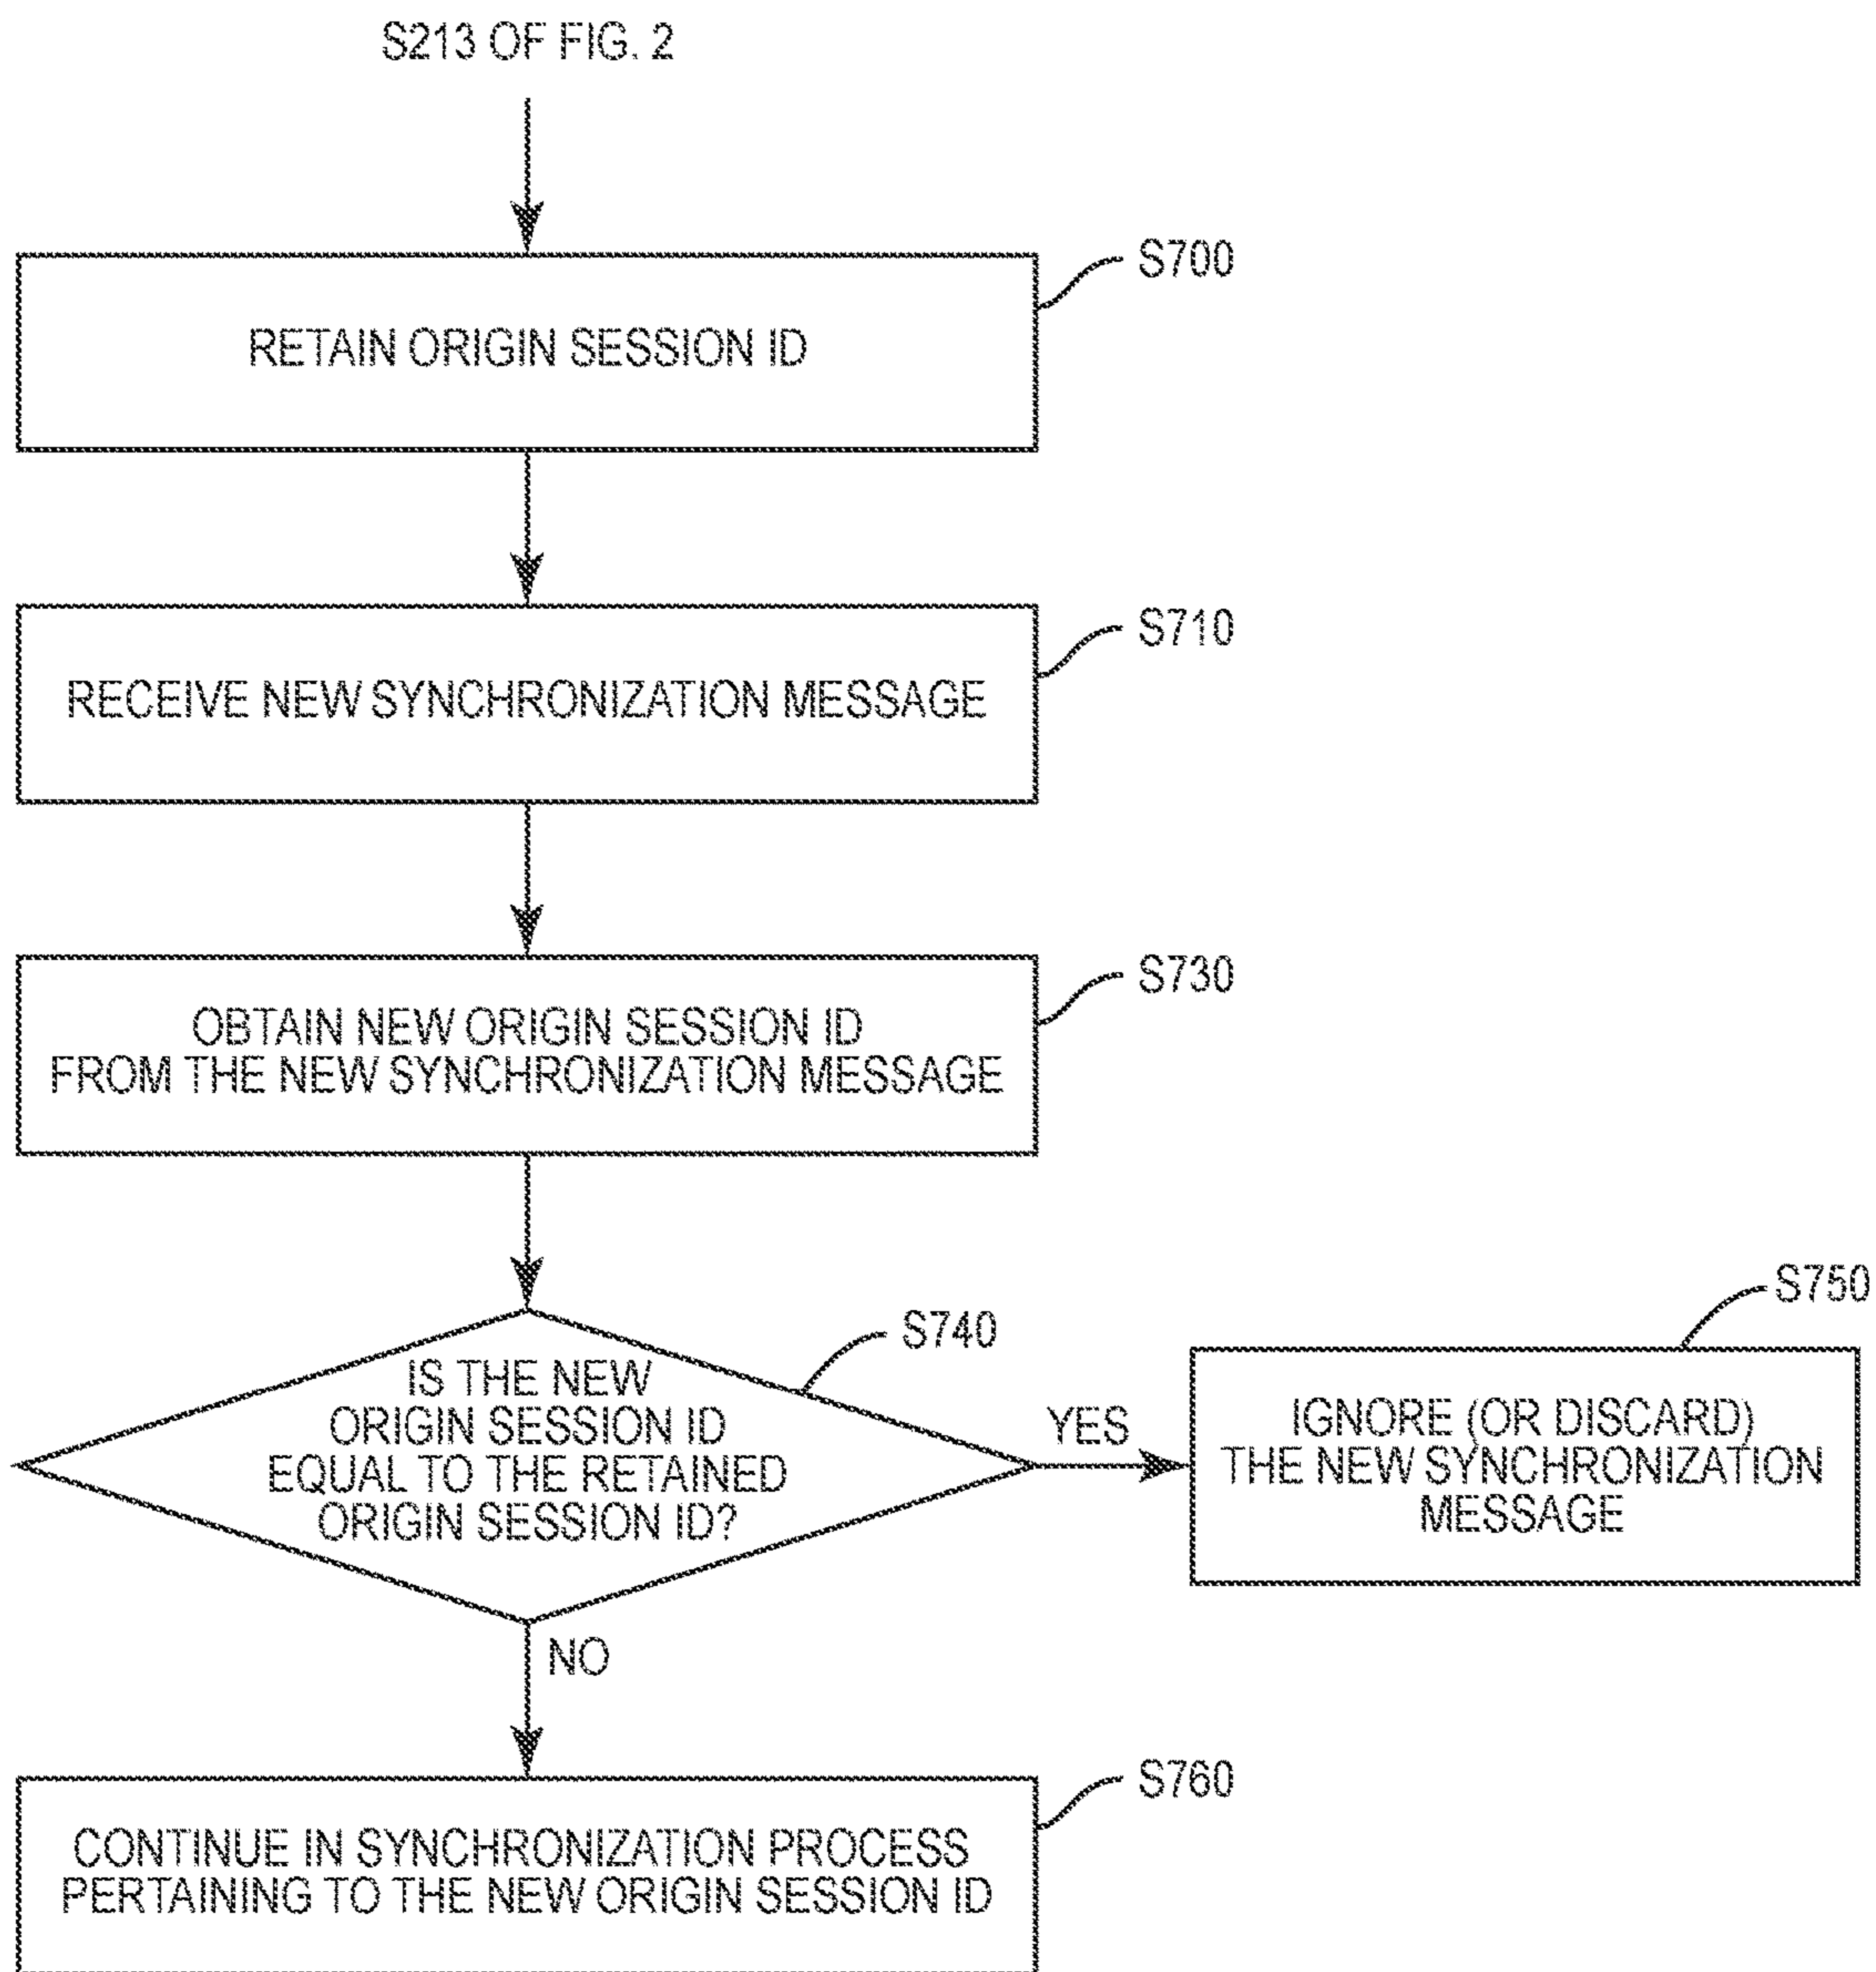 S213 OF FIG. 2
S700
RETAIN ORIGIN SESSION ID
S710
RECEIVE NEW SYNCHRONIZATION MESSAGE
S730
OBTAIN NEW ORIGIN SESSION ID
FROM THE NEW SYNCHRONIZATION MESSAGE
S740
IS THE NEW
ORIGIN SESSION ID
EQUAL TO THE RETAINED
ORIGIN SESSION ID?
YES
S750
IGNORE (OR DISCARD)
THE NEW SYNCHRONIZATION
MESSAGE
NO
S760
CONTINUE IN SYNCHRONIZATION PROCESS
PERTAINING TO THE NEW ORIGIN SESSION ID